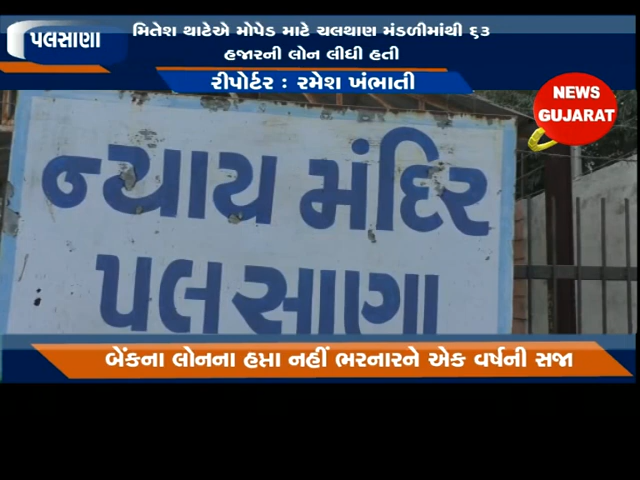 પલસાણા
મિતેશ થાટેએ મોપેડ માટે ચલથાણ મંડળીમાંથી ૬૩
હજારની લોન લીધી હતી
રીપોર્ટર : રમેશ ખંભાતી
NEWS
GUJARAT
ન્યાય મંદિર
પલસાણા
બેંકના લોનના હપ્તા નહીં ભરનારને એક વર્ષની સજા